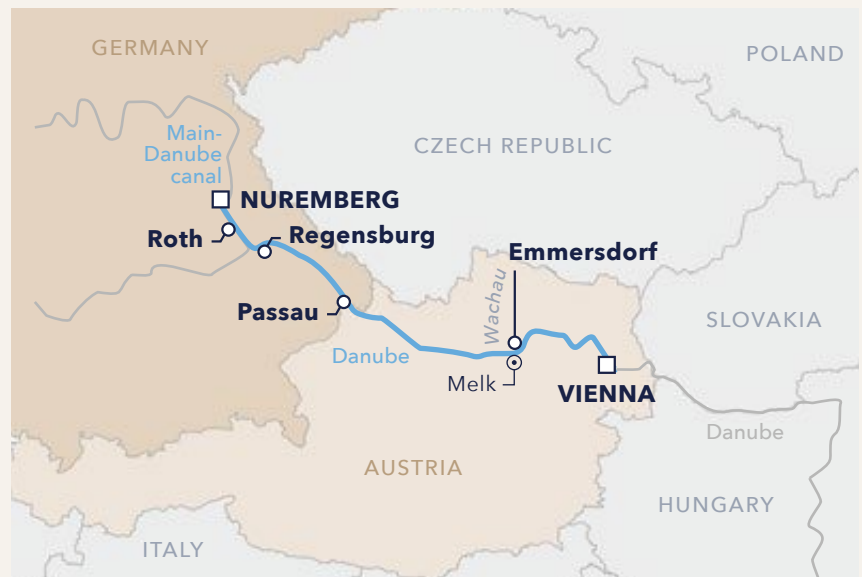 GERMANY
POLAND
Main-
Danube
canal
CZECH REPUBLIC
NUREMBERG
Roth
Regensburg
Emmersdorf
Wachau
Passau
SLOVAKIA
Danube
Melk
VIENNA
Danube
AUSTRIA
HUNGARY
ITALY